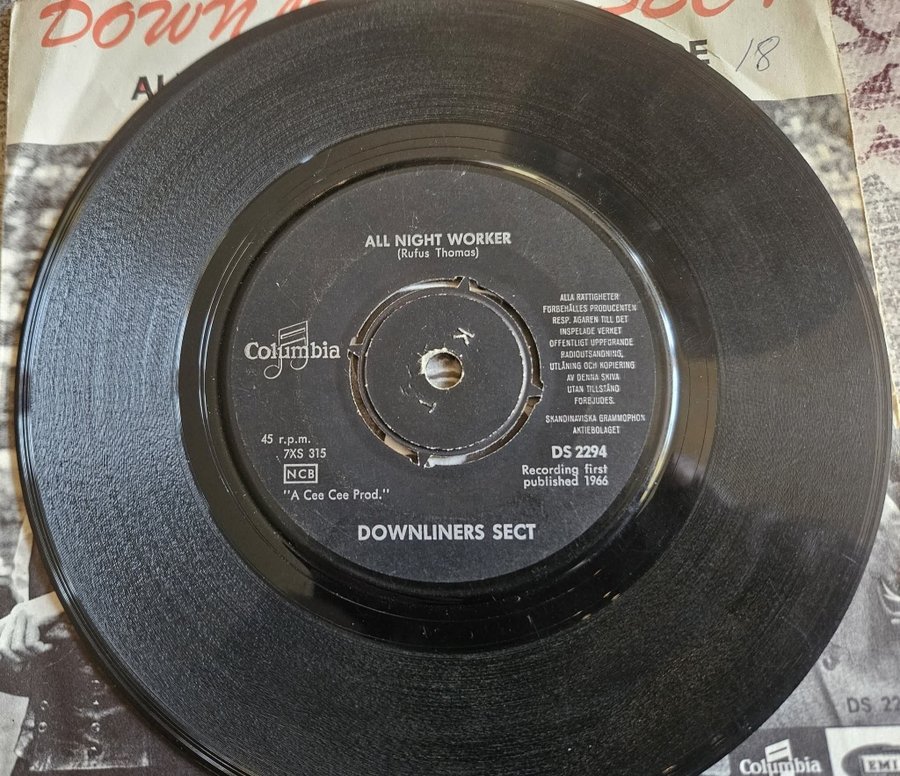 DOWN
18
ALL NIGHT WORKER
(Rufus Thomas)
Columbia
ALLA RÄTTIGHETER
FÖRBEHÅLLES PRODUCENTEN
RESP. ÄGAREN TILL DET
INSPELADE VERKET
OFFENTLIGT UPPFÖRANDE
RADIOUTSÄNDNING,
UTLÅNING OCH KOPIERING
AV DENNA SKIVA
UTAN TILLSTÅND
FÖRBJUDES.
SKANDINAVISKA GRAMMOPHON
AKTIEBOLAGET
45 r.p.m.
7XS 315
NCB
"A Cee Cee Prod."
DS 2294
Recording first
published 1966
DOWNLINERS SECT
DS 22
Columbia
EMI